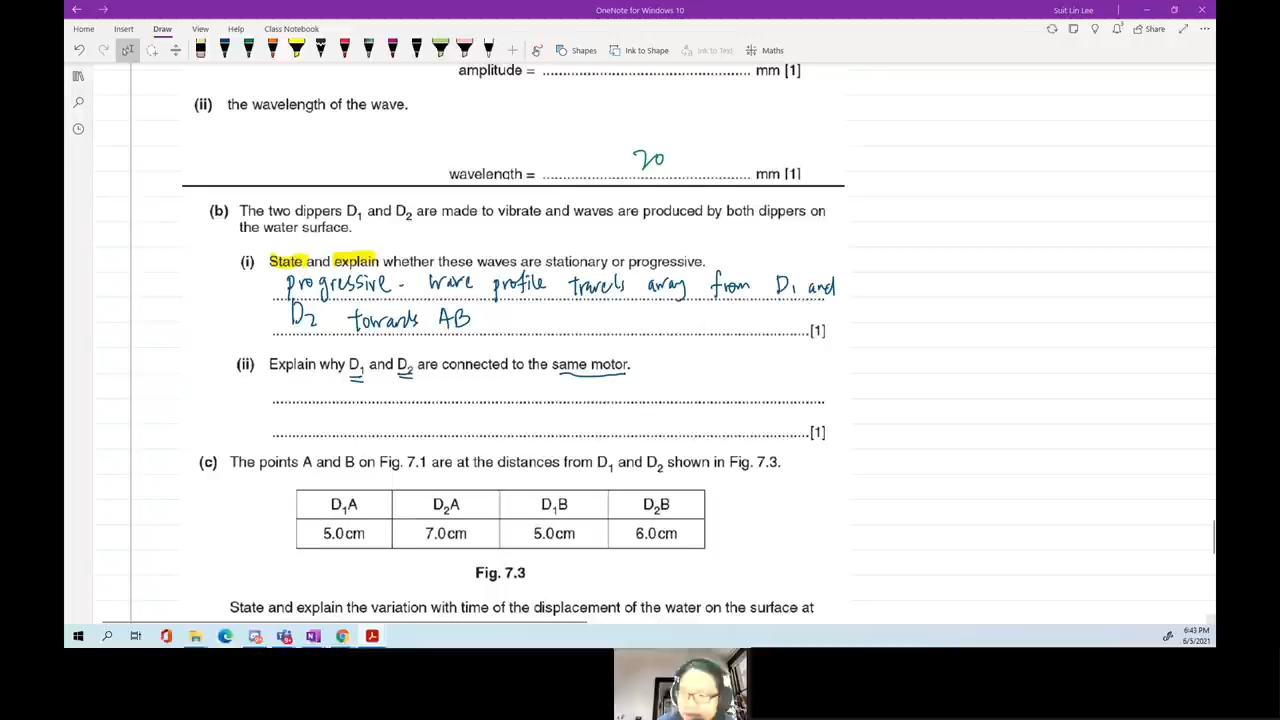 OneNote for Windows 10
Suit Lin Lee
Home Insert Draw View Help Class Notebook
Share
Shapes Ink to Shape Ink to Text Maths
amplitude = .......... mm [1]
(ii) the wavelength of the wave.
20
wavelength = .......... mm [1]
(b) The two dippers D1 and D2 are made to vibrate and waves are produced by both dippers on
the water surface.
(i) State and explain whether these waves are stationary or progressive.
progressive. Wave profile travels away from D1 and
D2 towards AB
[1]
(ii) Explain why D1 and D2 are connected to the same motor.
[1]
(c) The points A and B on Fig. 7.1 are at the distances from D1 and D2 shown in Fig. 7.3.
D1A D2A D1B D2B
5.0cm 7.0cm 5.0cm 6.0cm
Fig. 7.3
State and explain the variation with time of the displacement of the water on the surface at
6:43 PM
6/5/2021